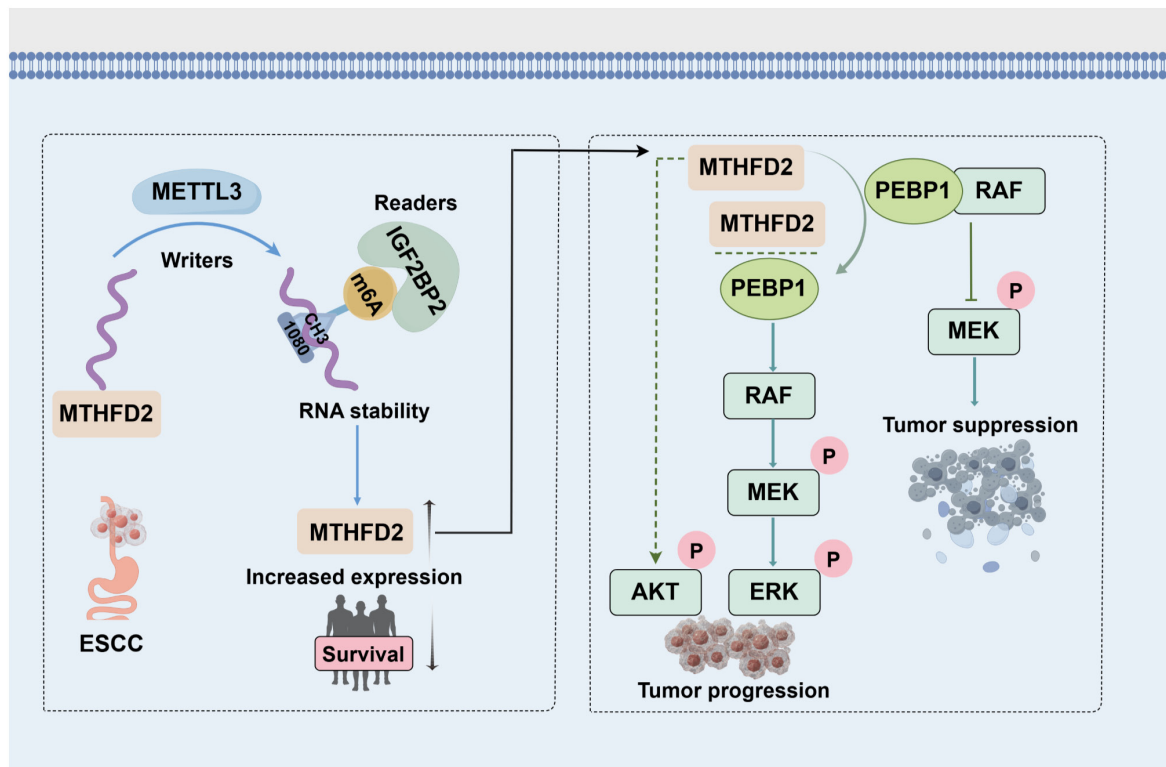 METTL3
Writers
Readers
IGF2BP2
m6A
CH3
1080
MTHFD2
RNA stability
MTHFD2
Increased expression
Survival
ESCC
MTHFD2
MTHFD2
PEBP1
RAF
MEK
P
ERK
P
AKT
P
Tumor progression
PEBP1
RAF
MEK
P
Tumor suppression